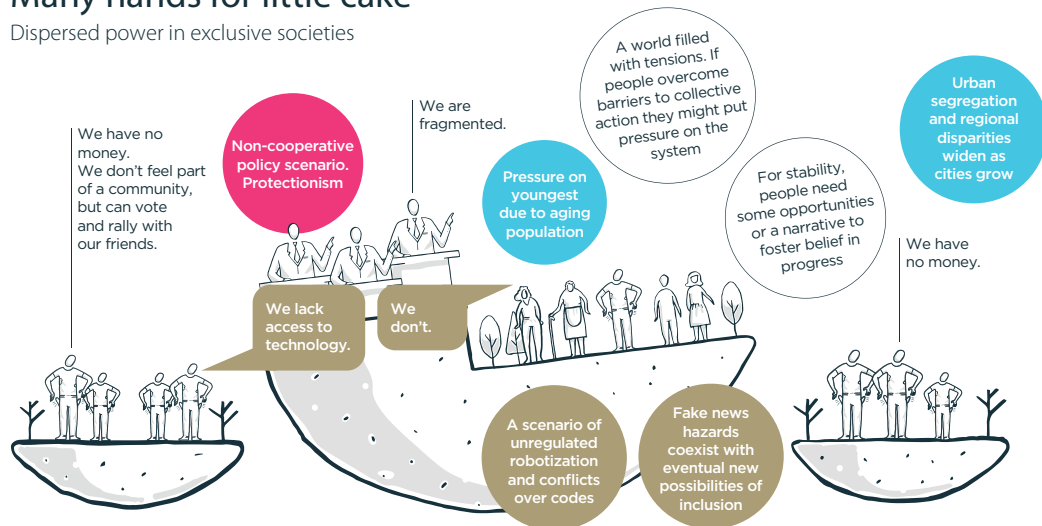 Many hands for little cake
Dispersed power in exclusive societies
We have no
money.
We don't feel part
of a community,
but can vote
and rally with
our friends.
Non-cooperative
policy scenario.
Protectionism
We are
fragmented.
A world filled
with tensions. If
people overcome
barriers to collective
action they might put
pressure on the
system
Urban
segregation
and regional
disparities
widen as
cities grow
Pressure on
youngest
due to aging
population
For stability,
people need
some opportunities
or a narrative to
foster belief in
progress
We have
no money.
We lack
access to
technology.
We
don't.
A scenario of
unregulated
robotization
and conflicts
over codes
Fake news
hazards
coexist with
eventual new
possibilities of
inclusion